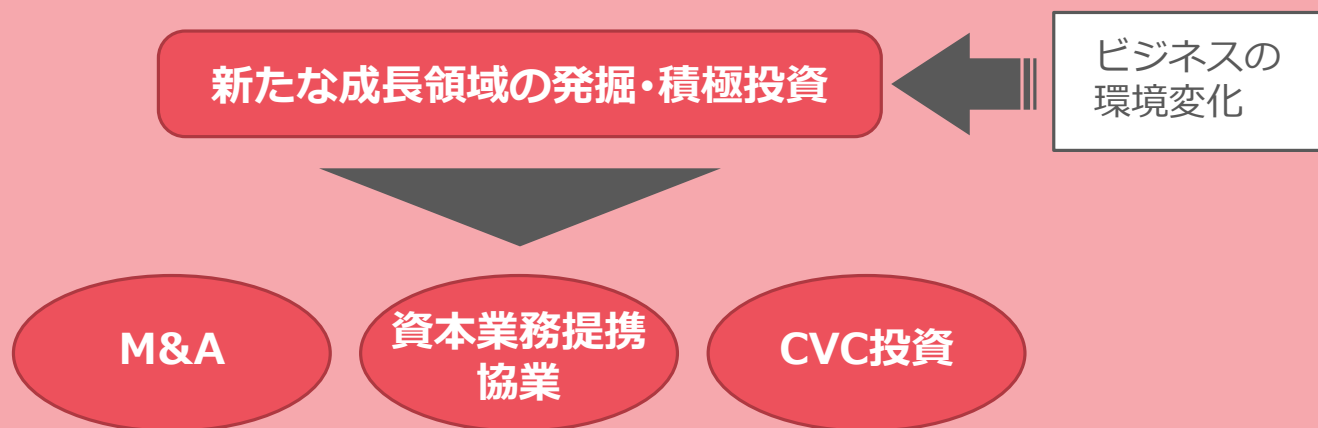 新たな成長領域の発掘・積極投資
ビジネスの
環境変化
M&A
資本業務提携
協業
CVC投資